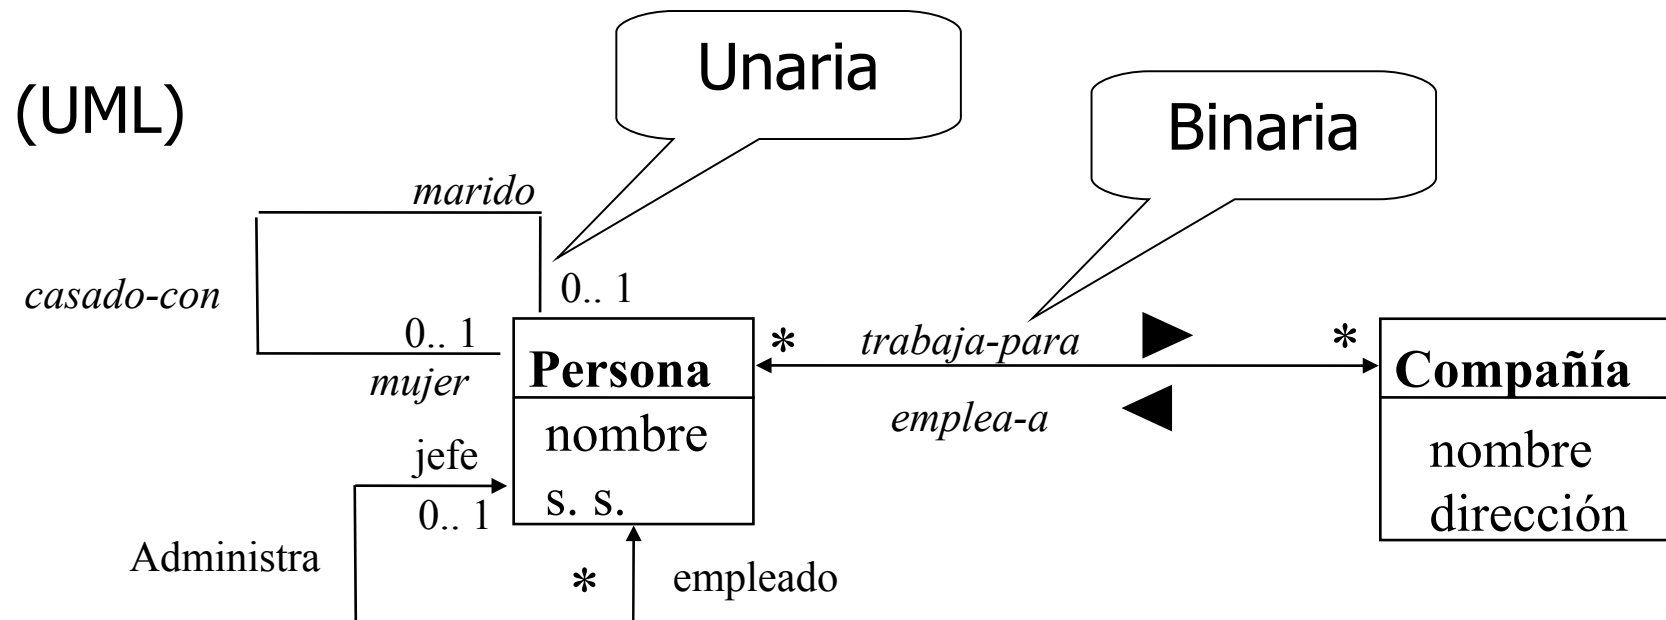 Unaria
(UML)
Binaria
marido
casado-con
0.. 1
0.. 1
mujer
Persona
nombre
s. s.
*
trabaja-para
*
emplea-a
Compañía
nombre
dirección
jefe
0.. 1
Administra
*
empleado